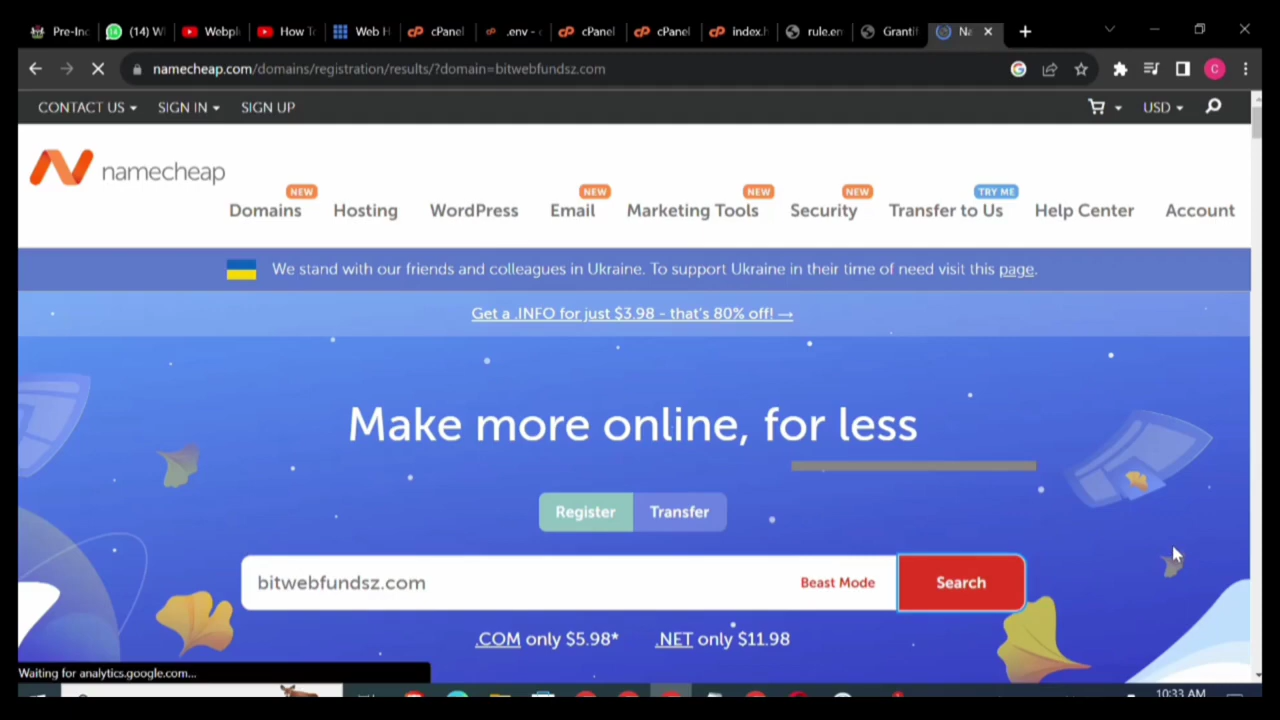 Pre-Inc (14) W Webpl How To Web H cPanel .env - cPanel cPanel index.h rule.en Grantif Na
namecheap.com/domains/registration/results/?domain=bitwebfundsz.com C
CONTACT US SIGN IN SIGN UP USD
namecheap
NEW NEW NEW NEW TRY ME
Domains Hosting WordPress Email Marketing Tools Security Transfer to Us Help Center Account
We stand with our friends and colleagues in Ukraine. To support Ukraine in their time of need visit this page.
Get a .INFO for just $3.98 - that's 80% off! →
Make more online, for less
Register Transfer
bitwebfundsz.com Beast Mode Search
.COM only $5.98* .NET only $11.98
Waiting for analytics.google.com...
10:33 AM